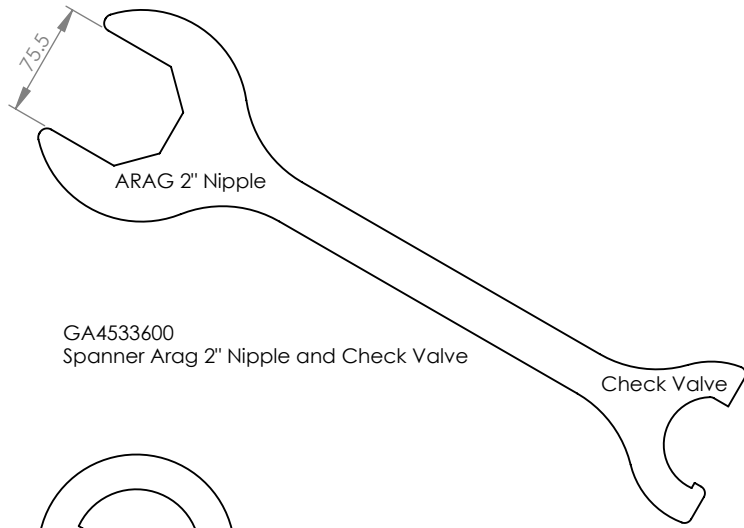 75.5
ARAG 2" Nipple
GA4533600
Spanner Arag 2" Nipple and Check Valve
Check Valve